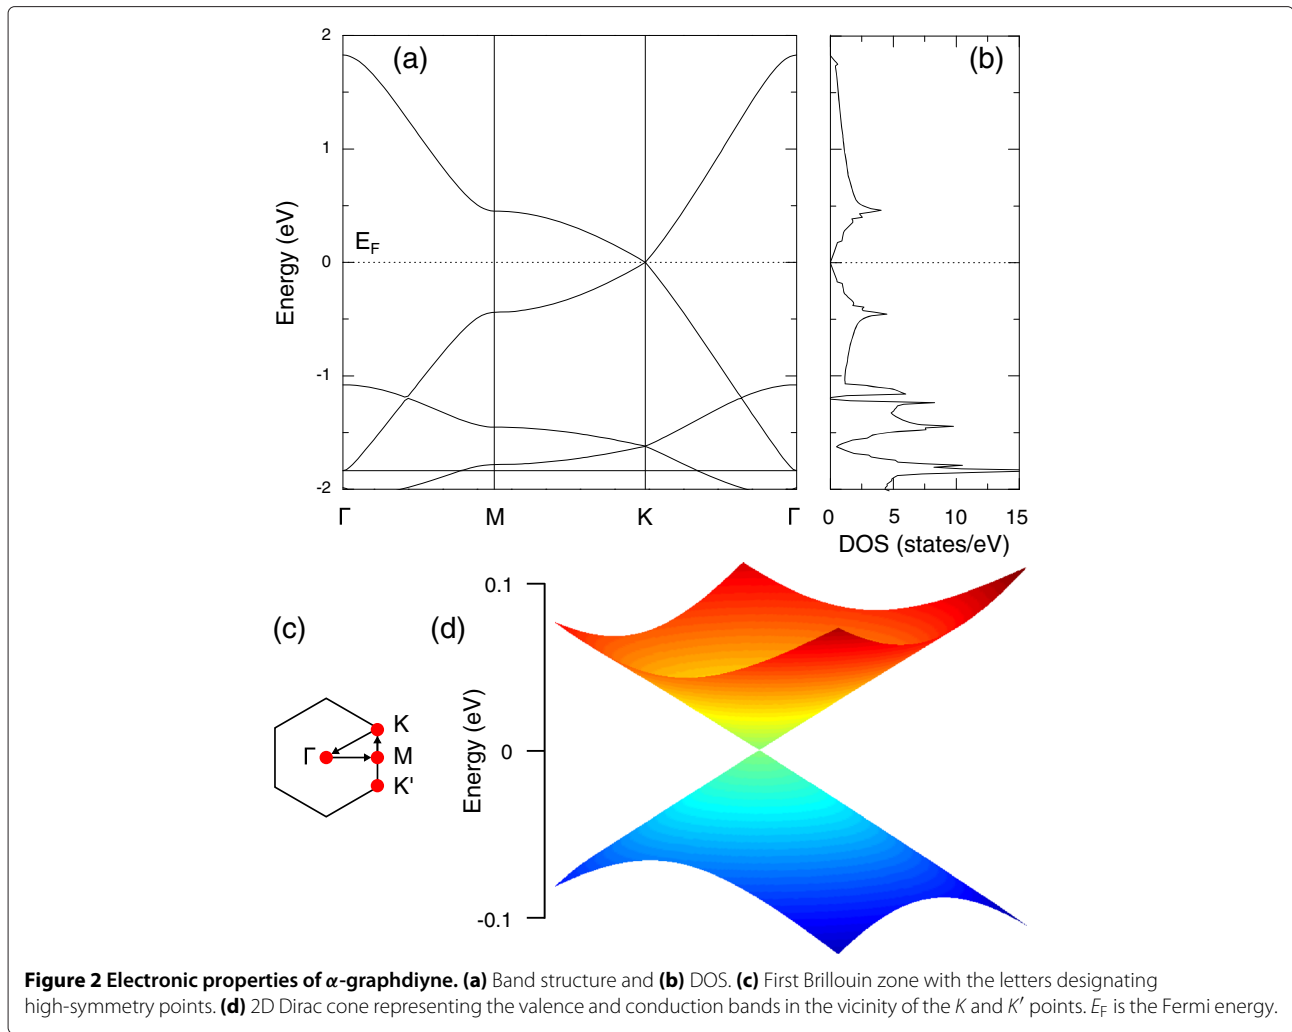 2
(a)
(b)
1
E_F
0
Energy (eV)
-1
-2
Γ M K Γ
0 5 10 15
DOS (states/eV)
0.1
(c)
(d)
K
Γ
M
K'
Energy (eV)
0
-0.1
Figure 2 Electronic properties of α-graphdiyne. (a) Band structure and (b) DOS. (c) First Brillouin zone with the letters designating
high-symmetry points. (d) 2D Dirac cone representing the valence and conduction bands in the vicinity of the K and K′ points. E_F is the Fermi energy.